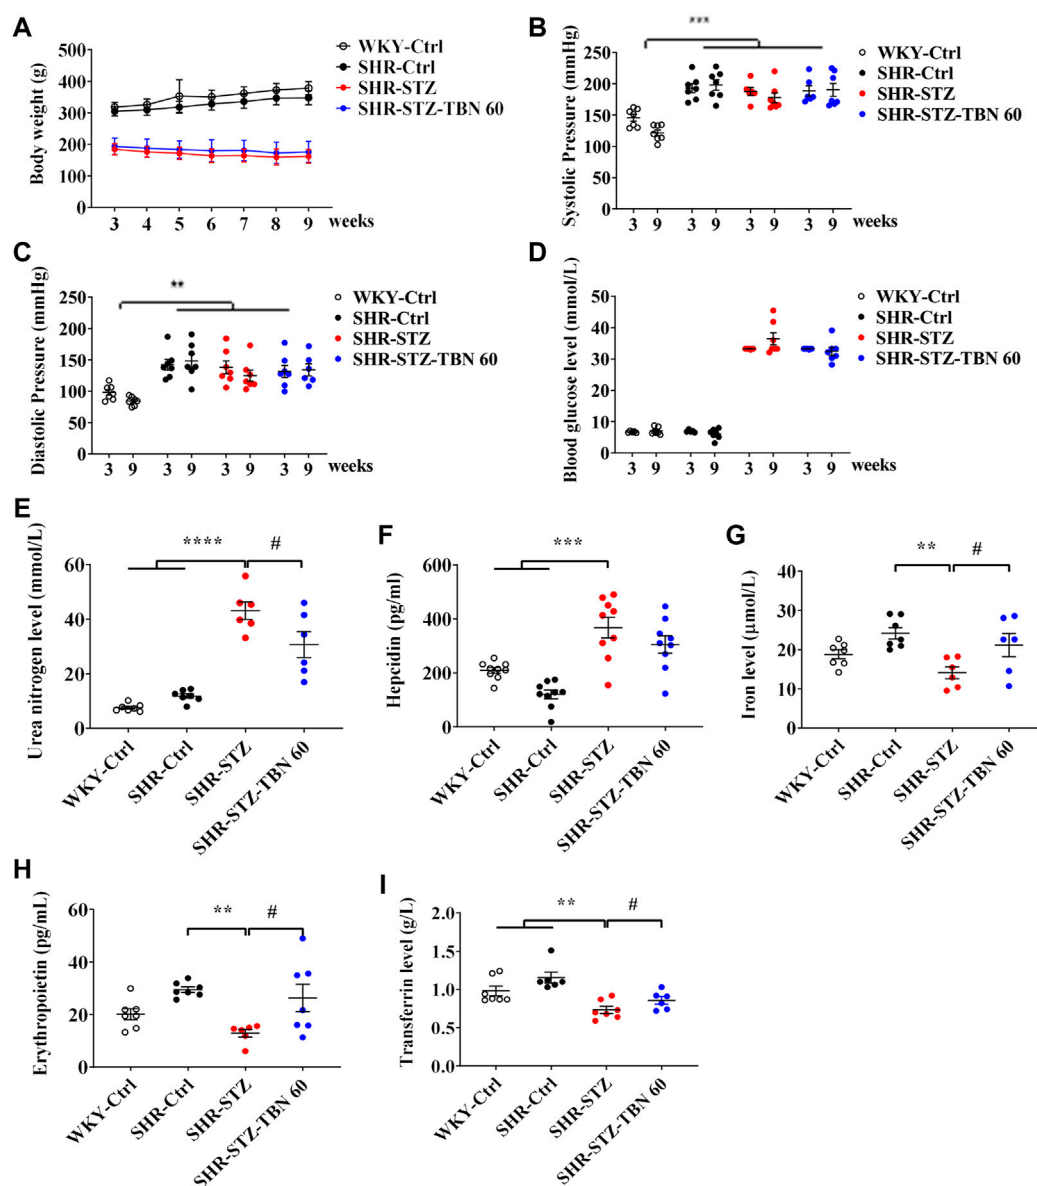 A
Body weight (g)
500
400
300
200
100
0
3 4 5 6 7 8 9 weeks
WKY-Ctrl
SHR-Ctrl
SHR-STZ
SHR-STZ-TBN 60
B
***
Systolic Pressure (mmHg)
250
200
150
100
50
0
3 9 3 9 3 9 3 9 weeks
WKY-Ctrl
SHR-Ctrl
SHR-STZ
SHR-STZ-TBN 60
C
**
Diastolic Pressure (mmHg)
250
200
150
100
50
0
3 9 3 9 3 9 3 9 weeks
WKY-Ctrl
SHR-Ctrl
SHR-STZ
SHR-STZ-TBN 60
D
Blood glucose level (mmol/L)
50
40
30
20
10
0
3 9 3 9 3 9 3 9 weeks
WKY-Ctrl
SHR-Ctrl
SHR-STZ
SHR-STZ-TBN 60
E
Urea nitrogen level (mmol/L)
**** #
60
40
20
0
WKY-Ctrl
SHR-Ctrl
SHR-STZ
SHR-STZ-TBN 60
F
Hepcidin (pg/ml)
***
600
400
200
0
WKY-Ctrl
SHR-Ctrl
SHR-STZ
SHR-STZ-TBN 60
G
Iron level (μmol/L)
** #
40
30
20
10
0
WKY-Ctrl
SHR-Ctrl
SHR-STZ
SHR-STZ-TBN 60
H
Erythropoietin (pg/mL)
** #
60
40
20
0
WKY-Ctrl
SHR-Ctrl
SHR-STZ
SHR-STZ-TBN 60
I
Transferrin level (g/L)
** #
2.0
1.5
1.0
0.5
0.0
WKY-Ctrl
SHR-Ctrl
SHR-STZ
SHR-STZ-TBN 60